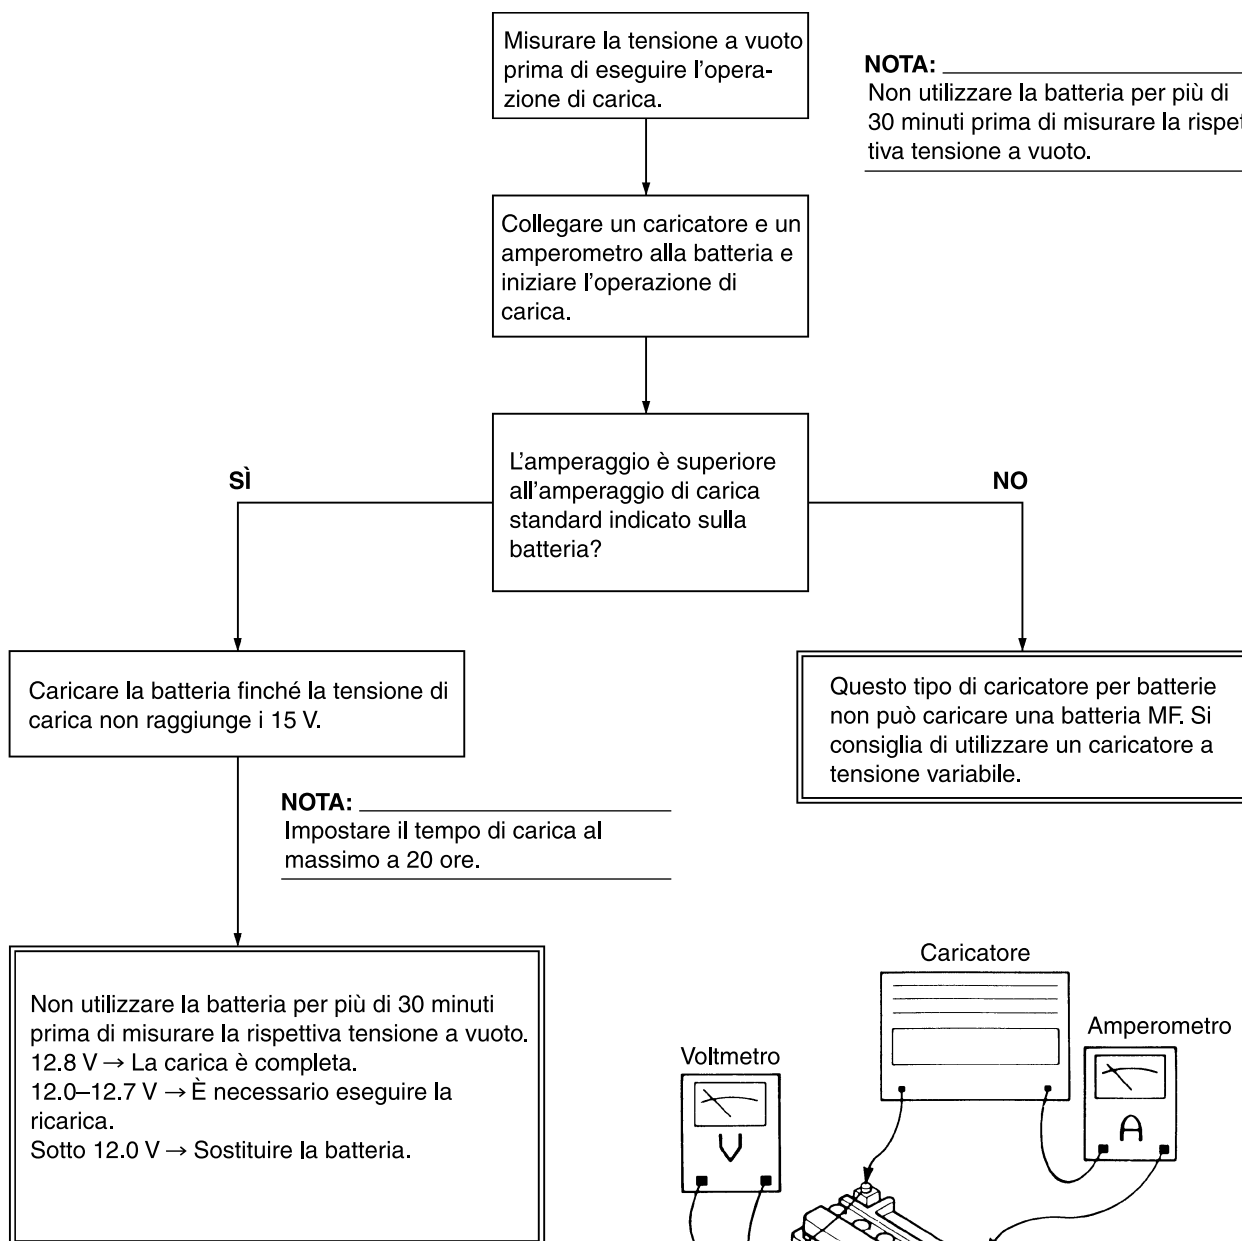 Misurare la tensione a vuoto
prima di eseguire l'opera-
zione di carica.
NOTA:
Non utilizzare la batteria per più di
30 minuti prima di misurare la rispet
tiva tensione a vuoto.
Collegare un caricatore e un
amperometro alla batteria e
iniziare l'operazione di
carica.
L'amperaggio è superiore
all'amperaggio di carica
standard indicato sulla
batteria?
SÌ
NO
Caricare la batteria finché la tensione di
carica non raggiunge i 15 V.
Questo tipo di caricatore per batterie
non può caricare una batteria MF. Si
consiglia di utilizzare un caricatore a
tensione variabile.
NOTA:
Impostare il tempo di carica al
massimo a 20 ore.
Non utilizzare la batteria per più di 30 minuti
prima di misurare la rispettiva tensione a vuoto.
12.8 V → La carica è completa.
12.0–12.7 V → È necessario eseguire la
ricarica.
Sotto 12.0 V → Sostituire la batteria.
Caricatore
Amperometro
Voltmetro
V
A